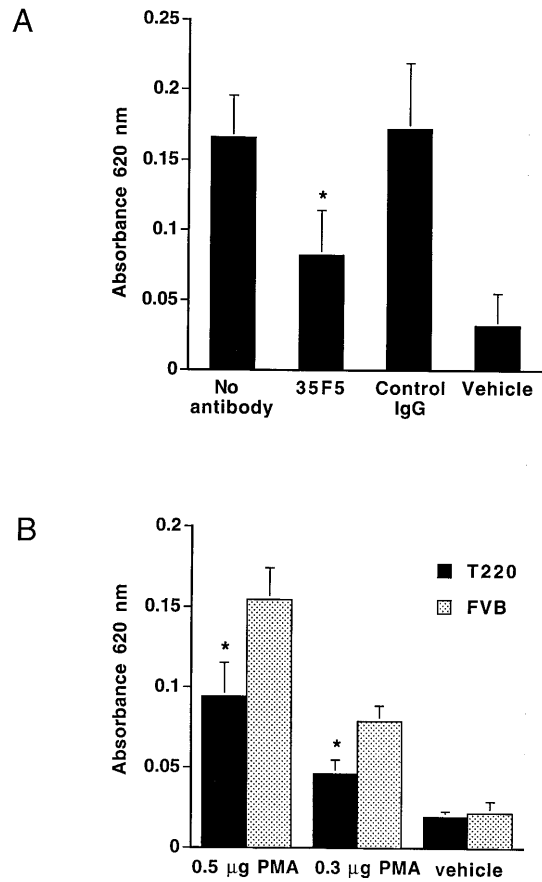 A
0.25
0.2
0.15
0.1
0.05
0
Absorbance 620 nm
*
No antibody
35F5
Control IgG
Vehicle
B
0.2
0.15
0.1
0.05
0
Absorbance 620 nm
T220
FVB
*
*
0.5 µg PMA
0.3 µg PMA
vehicle